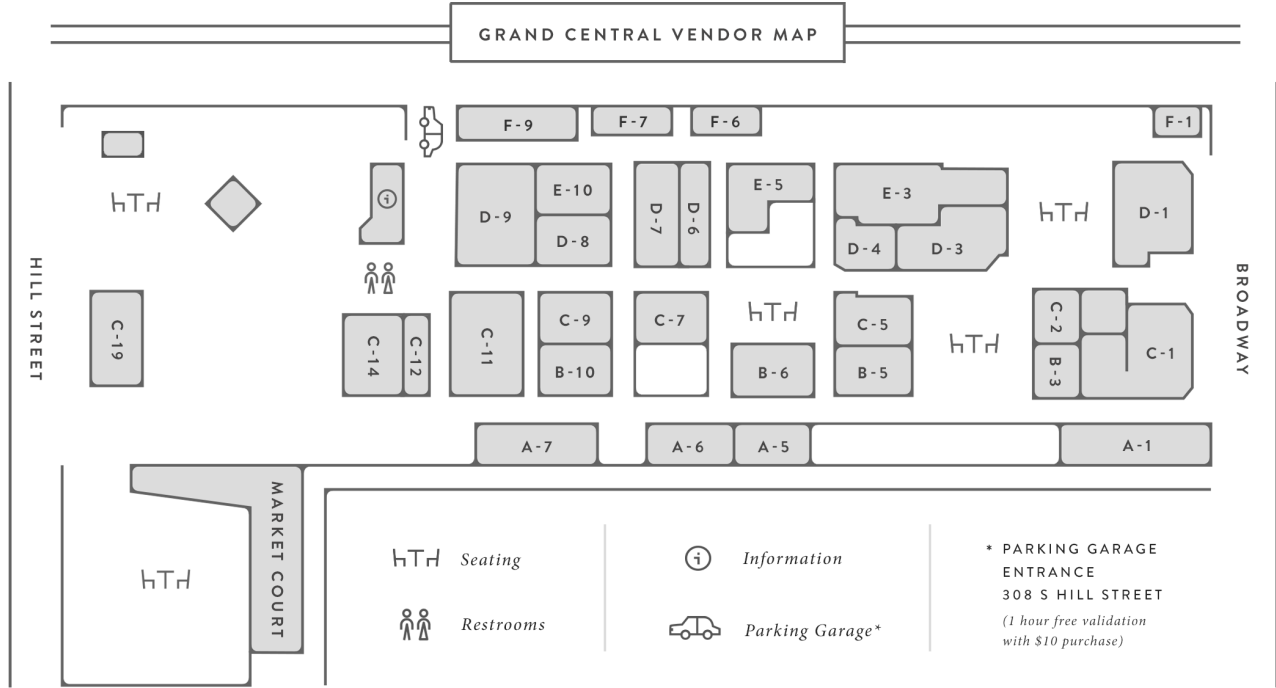 GRAND CENTRAL VENDOR MAP
F-9
F-7
F-6
F-1
D-9
E-10
D-8
D-7
D-6
E-5
E-3
D-4
D-3
D-1
HILL STREET
BROADWAY
C-19
C-14
C-12
C-11
C-9
B-10
C-7
B-6
C-5
B-5
C-2
B-3
C-1
A-7
A-6
A-5
A-1
MARKET COURT
Seating
Restrooms
i
Information
Parking Garage*
* PARKING GARAGE
ENTRANCE
308 S HILL STREET
(1 hour free validation
with $10 purchase)